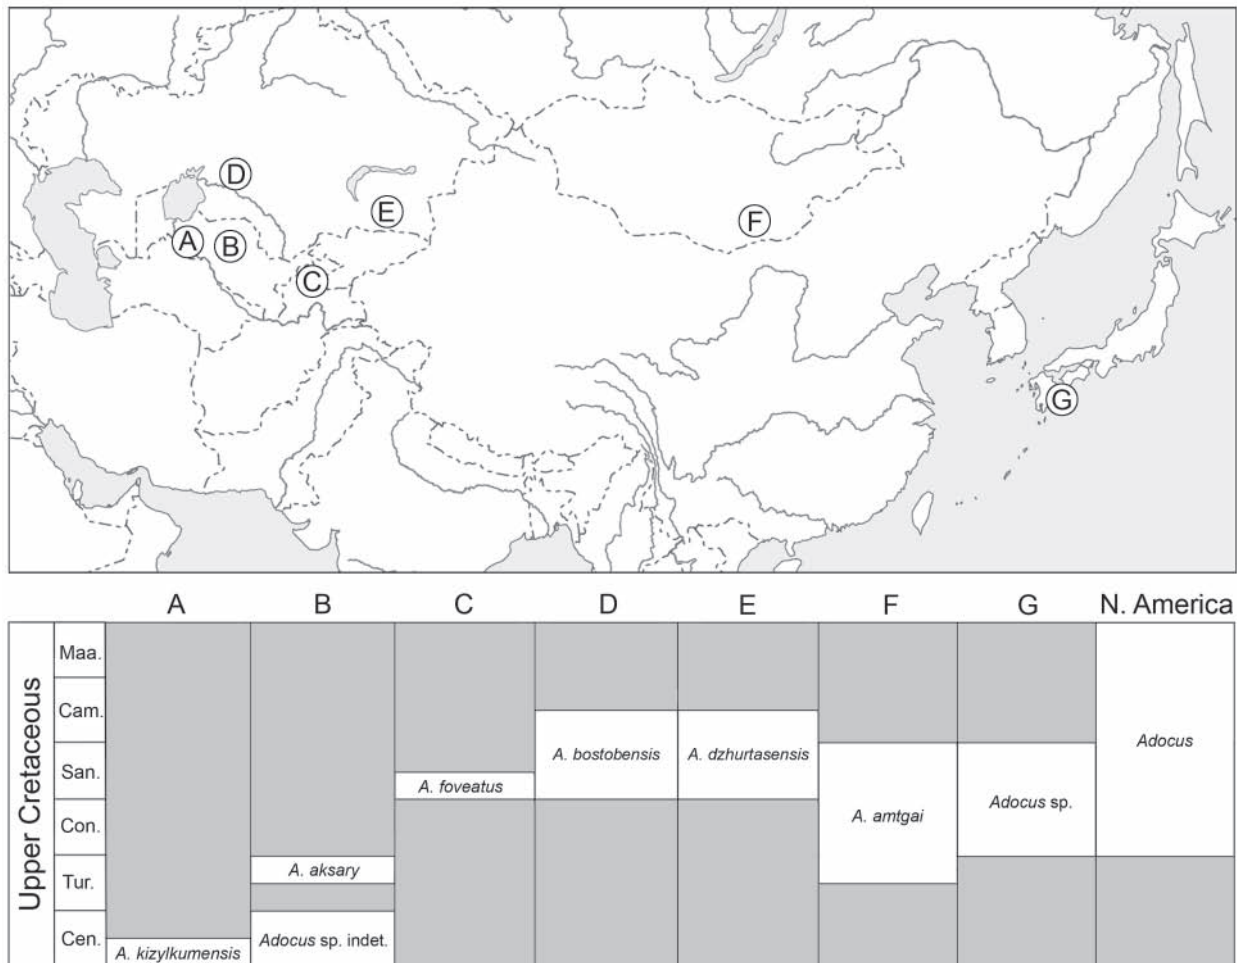 D
E
F
A
B
C
G
A B C D E F G N. America
Upper Cretaceous
Maa.
Cam.
Adocus
A. bostobensis A. dzhurtasensis
San.
A. foveatus
Adocus sp.
A. amtgai
Con.
A. aksary
Tur.
Cen.
Adocus sp. indet.
A. kizylkumensis